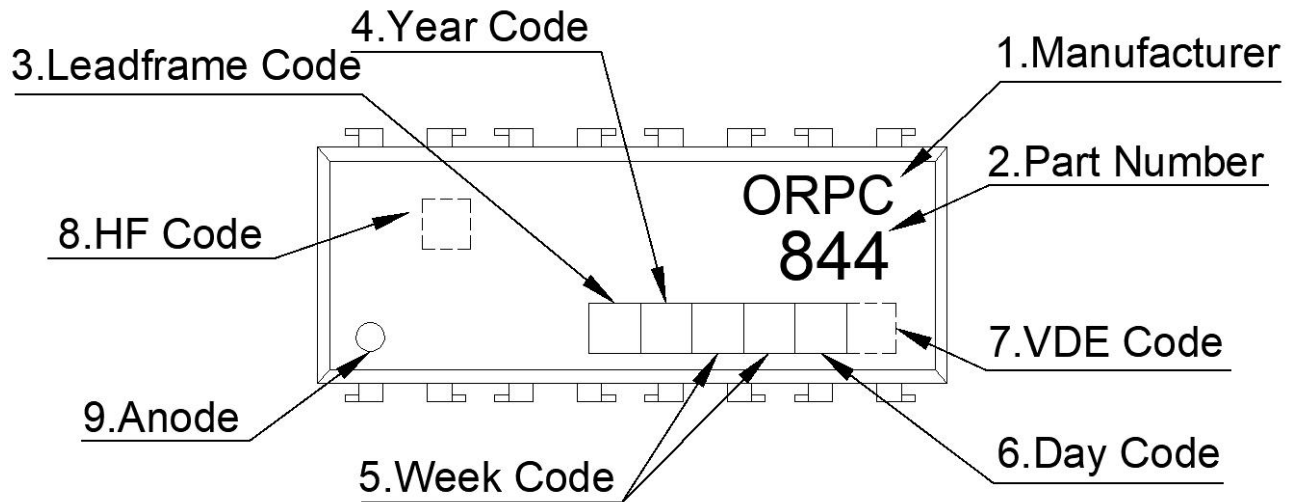 4.Year Code
3.Leadframe Code
1.Manufacturer
2.Part Number
ORPC
844
8.HF Code
7.VDE Code
9.Anode
5.Week Code
6.Day Code